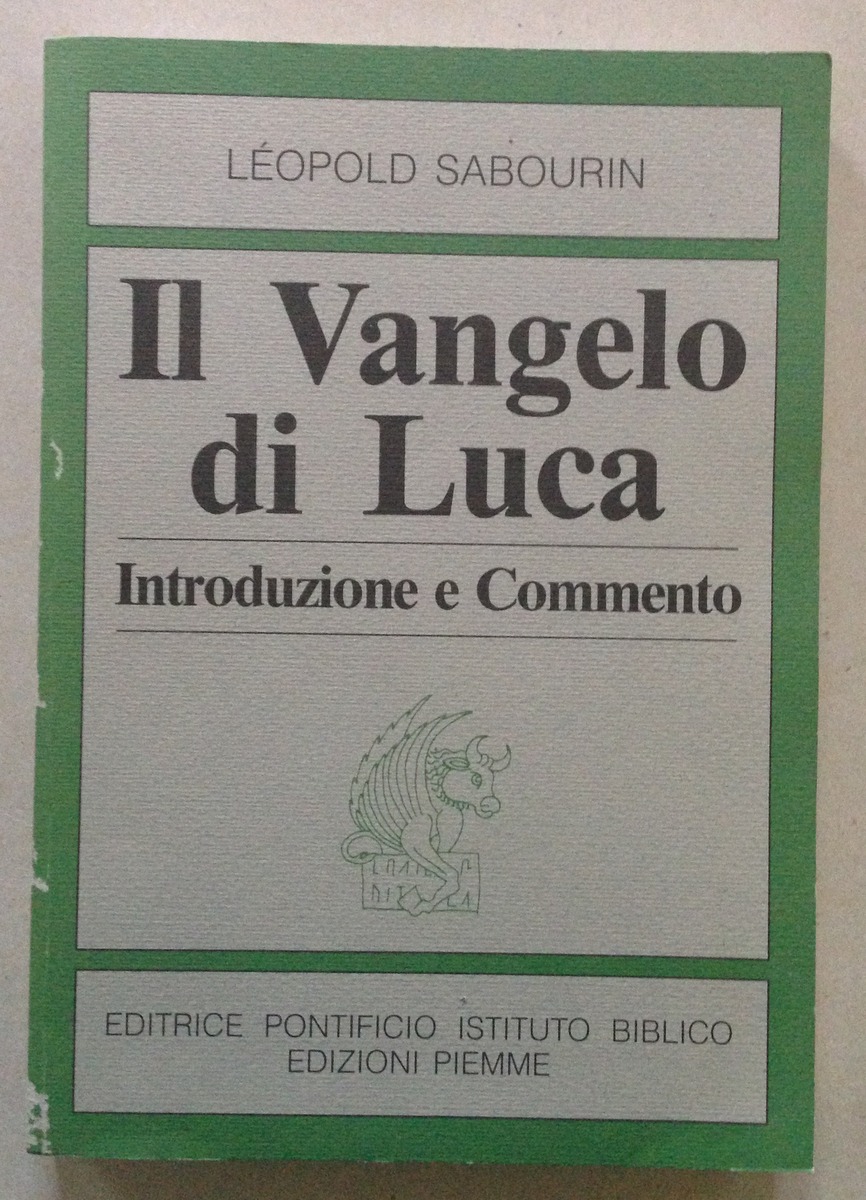 LÉOPOLD SABOURIN
Il Vangelo
di Luca
Introduzione e Commento
EDITRICE PONTIFICIO ISTITUTO BIBLICO
EDIZIONI PIEMME